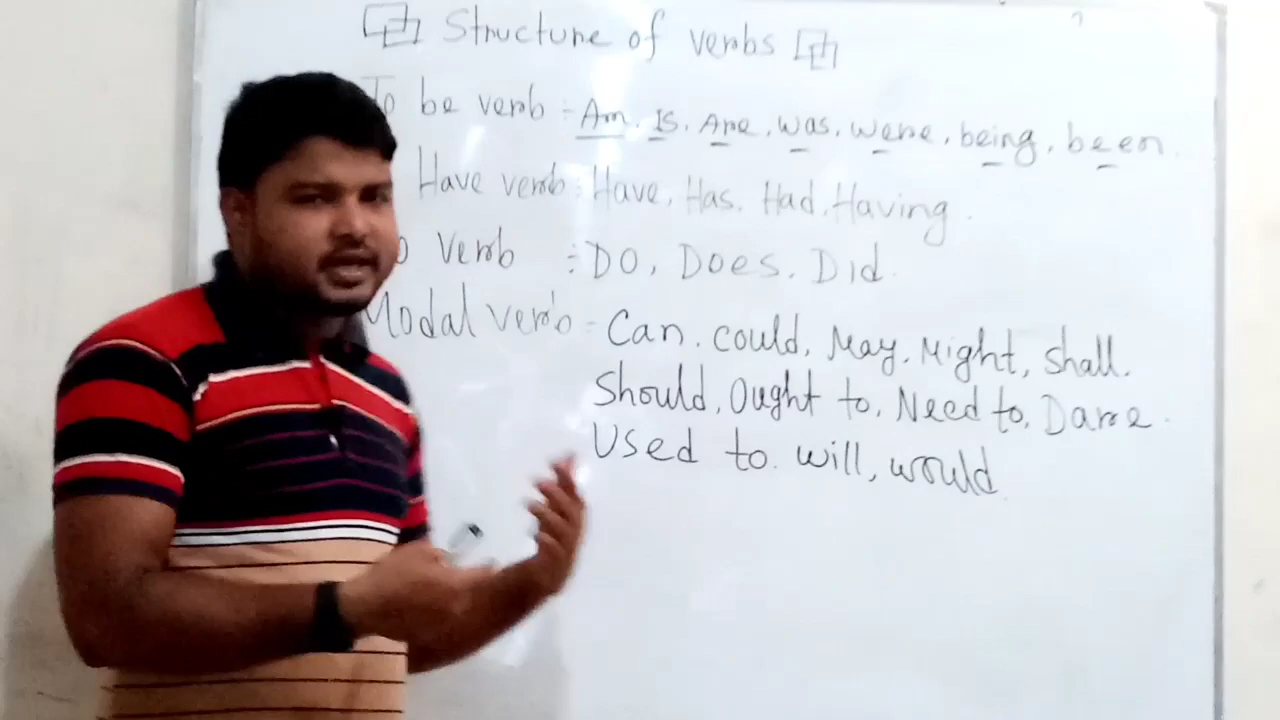 Structure of verbs
To be verb :- Am, Is, Are, was, were, being, been.
Have verb : Have, Has, Had, Having.
Do verb : DO, Does, Did.
Modal verb :- Can, could, May, Might, shall,
Should, Ought to, Need to, Dare.
Used to, will, would.